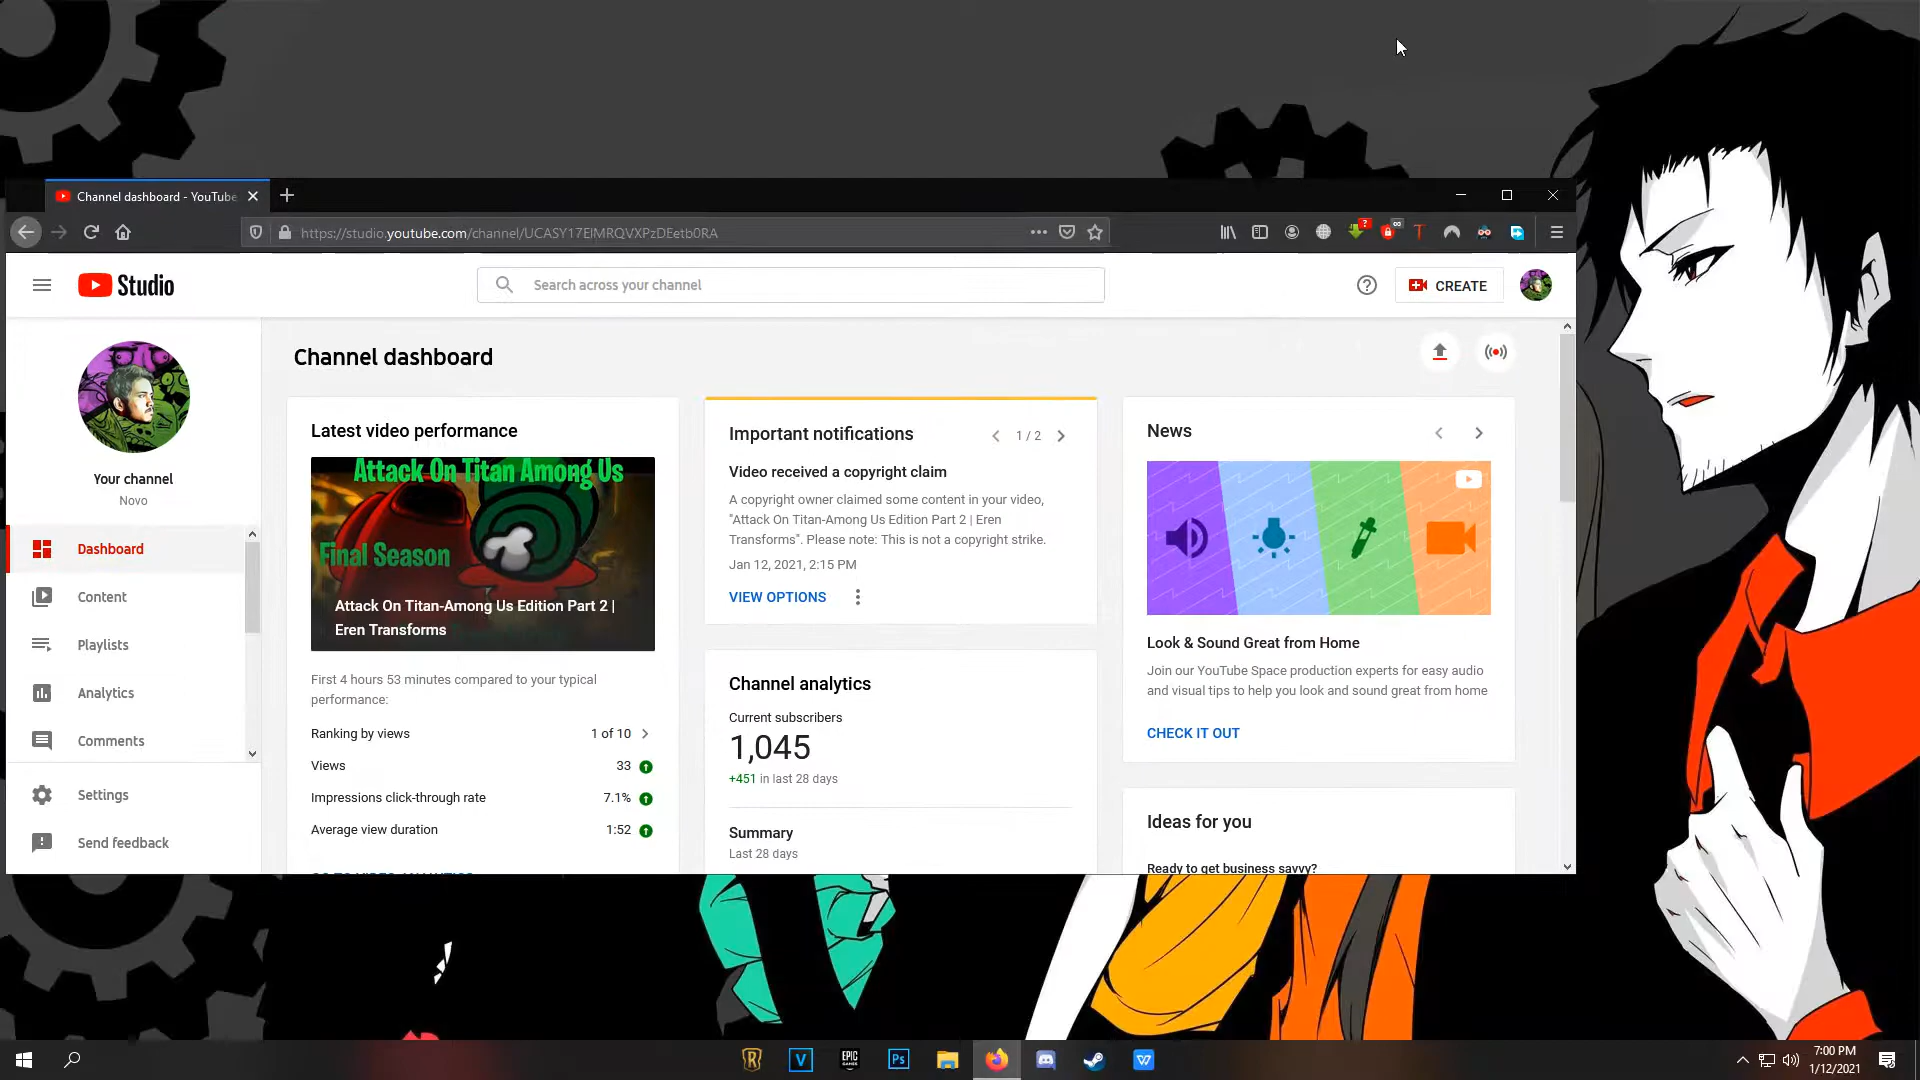 Channel dashboard - YouTube
https://studio.youtube.com/channel/UCASY17ElMRQVXPzDEetb0RA
Studio
Search across your channel
CREATE
Your channel
Novo
Dashboard
Content
Playlists
Analytics
Comments
Settings
Send feedback
Channel dashboard
Latest video performance
Attack On Titan Among Us
Final Season
Attack On Titan-Among Us Edition Part 2 |
Eren Transforms
First 4 hours 53 minutes compared to your typical
performance:
Ranking by views 1 of 10
Views 33
Impressions click-through rate 7.1%
Average view duration 1:52
Important notifications 1 / 2
Video received a copyright claim
A copyright owner claimed some content in your video,
"Attack On Titan-Among Us Edition Part 2 | Eren
Transforms". Please note: This is not a copyright strike.
Jan 12, 2021, 2:15 PM
VIEW OPTIONS
Channel analytics
Current subscribers
1,045
+451 in last 28 days
Summary
Last 28 days
News
Look & Sound Great from Home
Join our YouTube Space production experts for easy audio
and visual tips to help you look and sound great from home
CHECK IT OUT
Ideas for you
Ready to get business savvy?
EPIC
GAMES
Ps
7:00 PM
1/12/2021